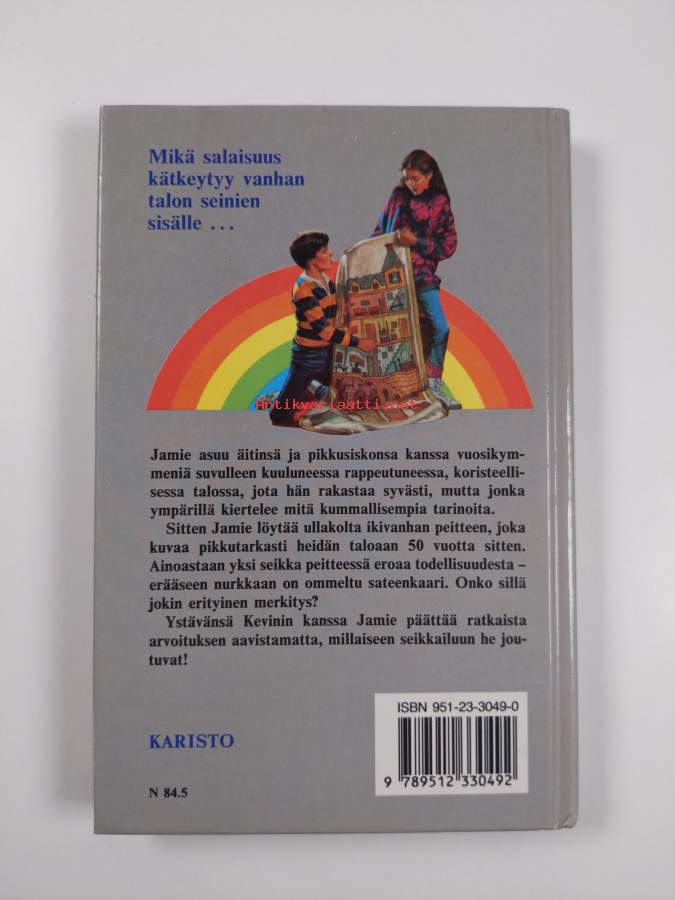 Mikä salaisuus
kätkeytyy vanhan
talon seinien
sisälle ...
Antikvariaatti.net
Jamie asuu äitinsä ja pikkusiskonsa kanssa vuosikym-
meniä suvulleen kuuluneessa rappeutuneessa, koristeelli-
sessa talossa, jota hän rakastaa syvästi, mutta jonka
ympärillä kiertelee mitä kummallisempia tarinoita.
Sitten Jamie löytää ullakolta ikivanhan peitteen, joka
kuvaa pikkutarkasti heidän taloaan 50 vuotta sitten.
Ainoastaan yksi seikka peitteessä eroaa todellisuudesta –
erääseen nurkkaan on ommeltu sateenkaari. Onko sillä
jokin erityinen merkitys?
Ystävänsä Kevinin kanssa Jamie päättää ratkaista
arvoituksen aavistamatta, millaiseen seikkailuun he jou-
tuvat!
ISBN 951-23-3049-0
9 789512 330492
KARISTO
N 84.5